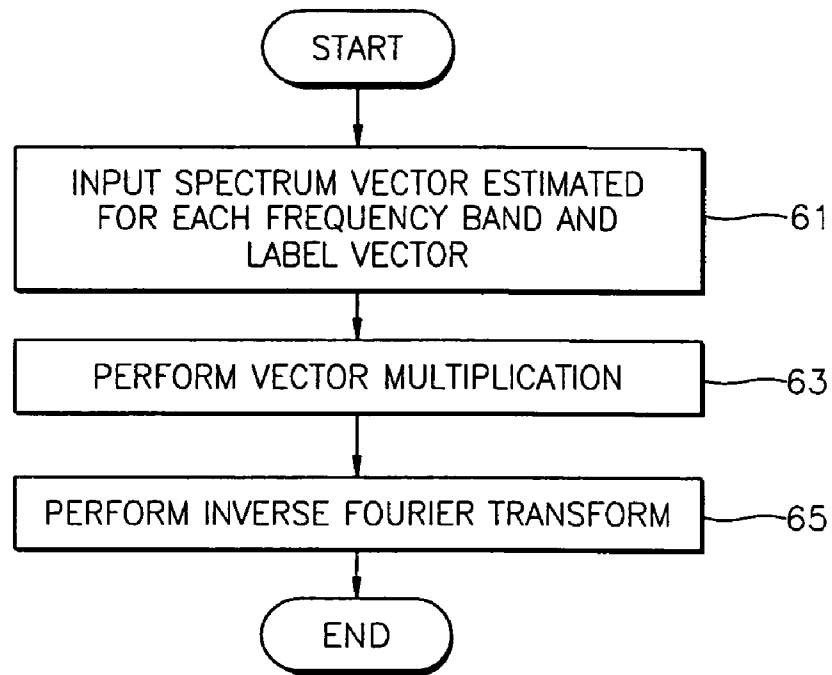 START
INPUT SPECTRUM VECTOR ESTIMATED
FOR EACH FREQUENCY BAND AND
LABEL VECTOR
61
PERFORM VECTOR MULTIPLICATION
63
PERFORM INVERSE FOURIER TRANSFORM
65
END